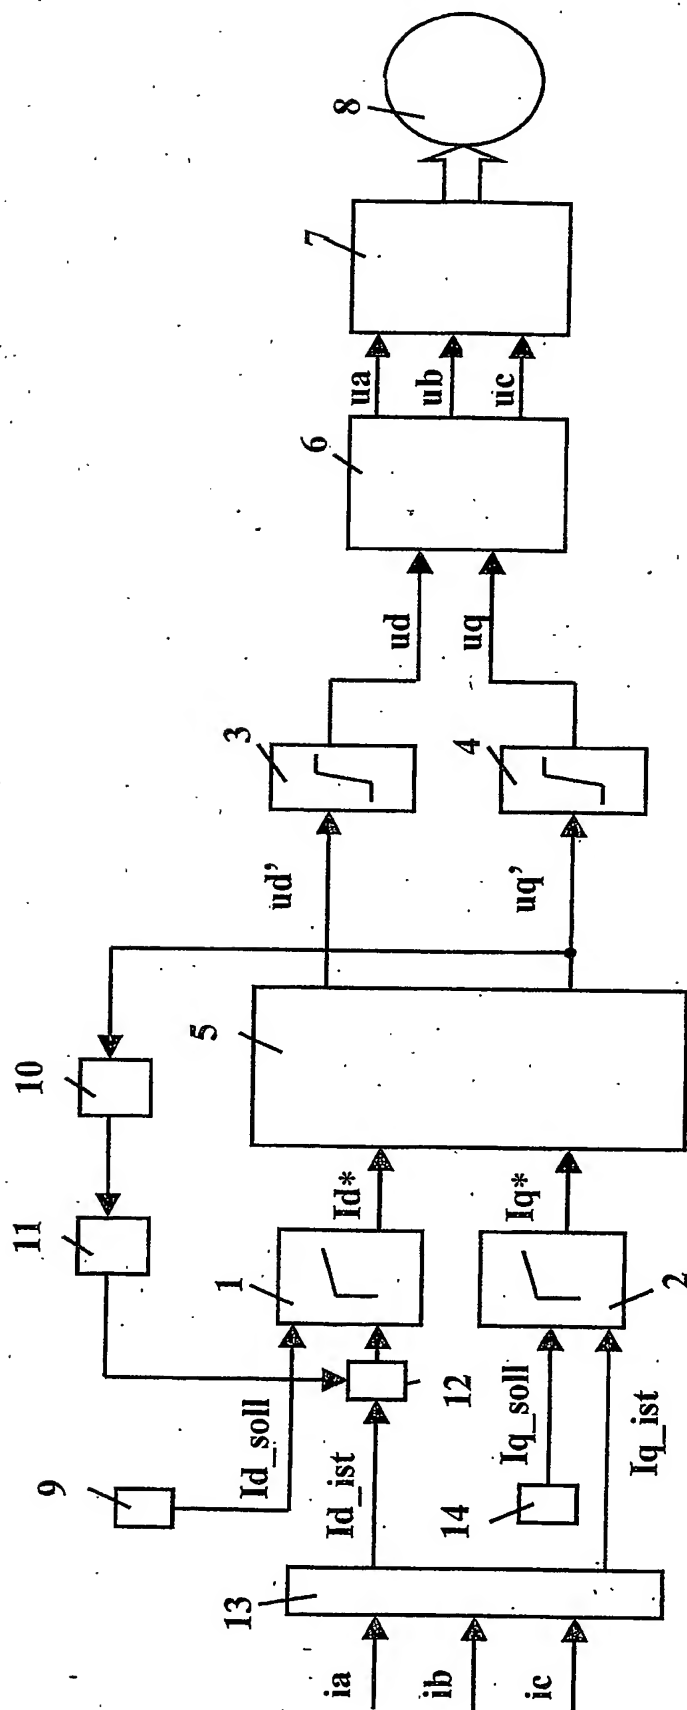 8
7
ua
ub
uc
6
ud
uq
3
4
ud’
uq’
5
10
11
Id*
Iq*
1
2
12
9
Id_soll
Id_ist
Iq_soll
Iq_ist
14
13
ia
ib
ic